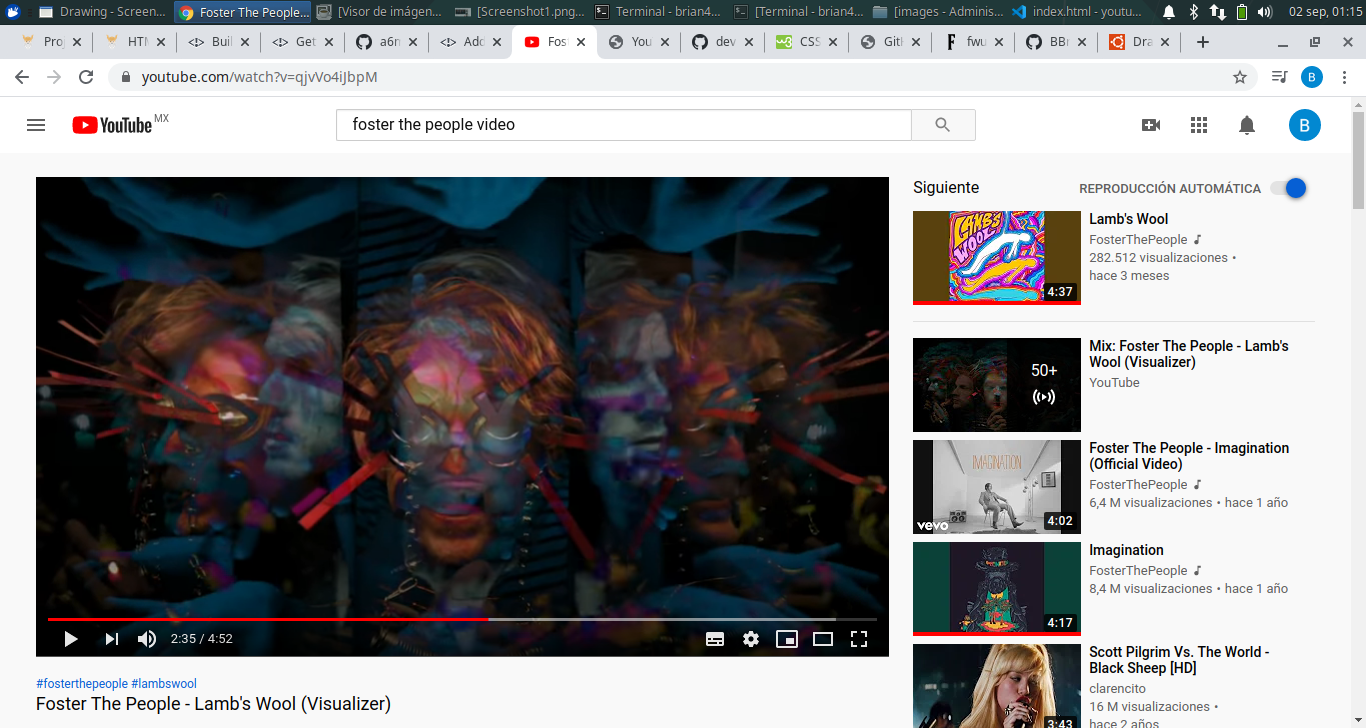 Drawing - Screen...
Foster The People...
[Visor de imágen...
[Screenshot1.png...
Terminal - brian4...
[Terminal - brian4...
[images - Adminis...
index.html - youtu...
02 sep, 01:15
Pro
HTM
Buil
Get
a6r
Add
Fost
You
dev
CSS
Git
fwu
BBr
Dra
youtube.com/watch?v=qjvVo4iJbpM
B
YouTube MX
foster the people video
B
Siguiente
REPRODUCCIÓN AUTOMÁTICA
LAMB'S
WOOL
4:37
Lamb's Wool
FosterThePeople
282.512 visualizaciones •
hace 3 meses
50+
Mix: Foster The People - Lamb's
Wool (Visualizer)
YouTube
IMAGINATION
vevo
4:02
Foster The People - Imagination
(Official Video)
FosterThePeople
6,4 M visualizaciones • hace 1 año
4:17
Imagination
FosterThePeople
8,4 M visualizaciones • hace 1 año
3:43
Scott Pilgrim Vs. The World -
Black Sheep [HD]
clarencito
16 M visualizaciones •
hace 2 años
2:35 / 4:52
#fosterthepeople #lambswool
Foster The People - Lamb's Wool (Visualizer)